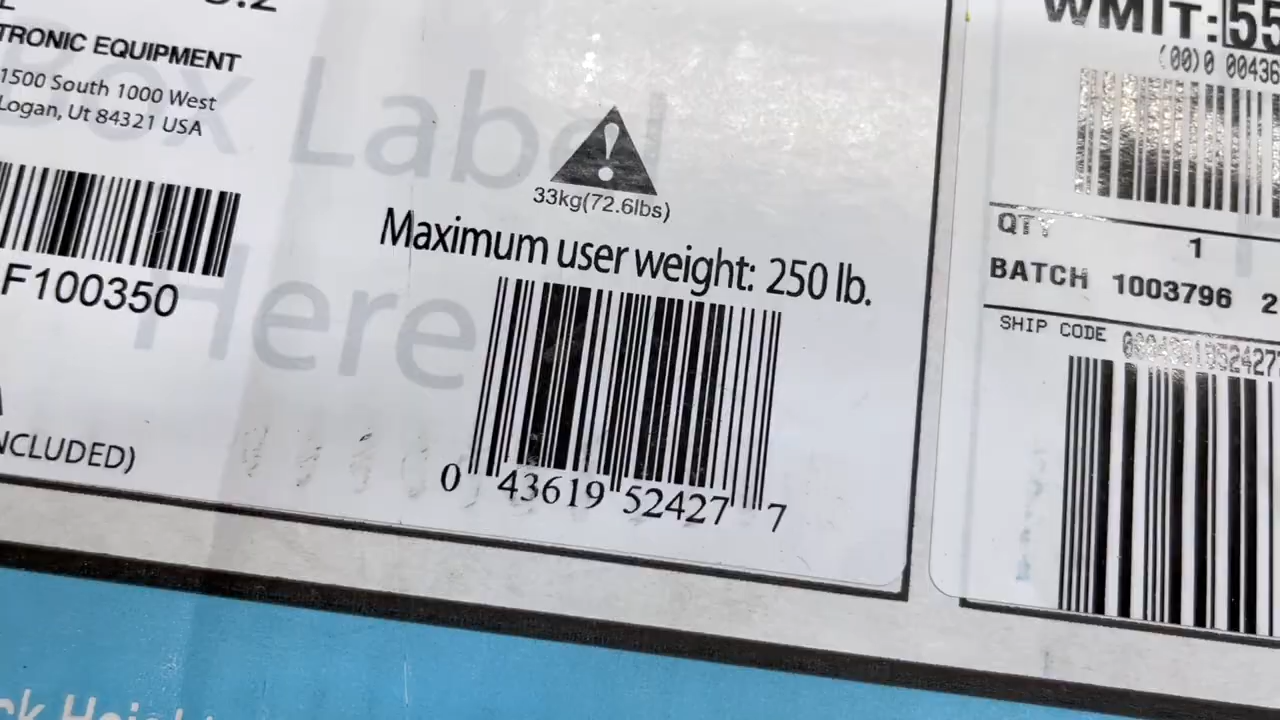 TRONIC EQUIPMENT
1500 South 1000 West
Logan, Ut 84321 USA
F100350
NCLUDED)
Box Label
Here
33kg(72.6lbs)
Maximum user weight: 250 lb.
0 43619 52427 7
WMIT:55
(00)0 00436
QTY
1
BATCH 1003796 2
SHIP CODE
ck Height